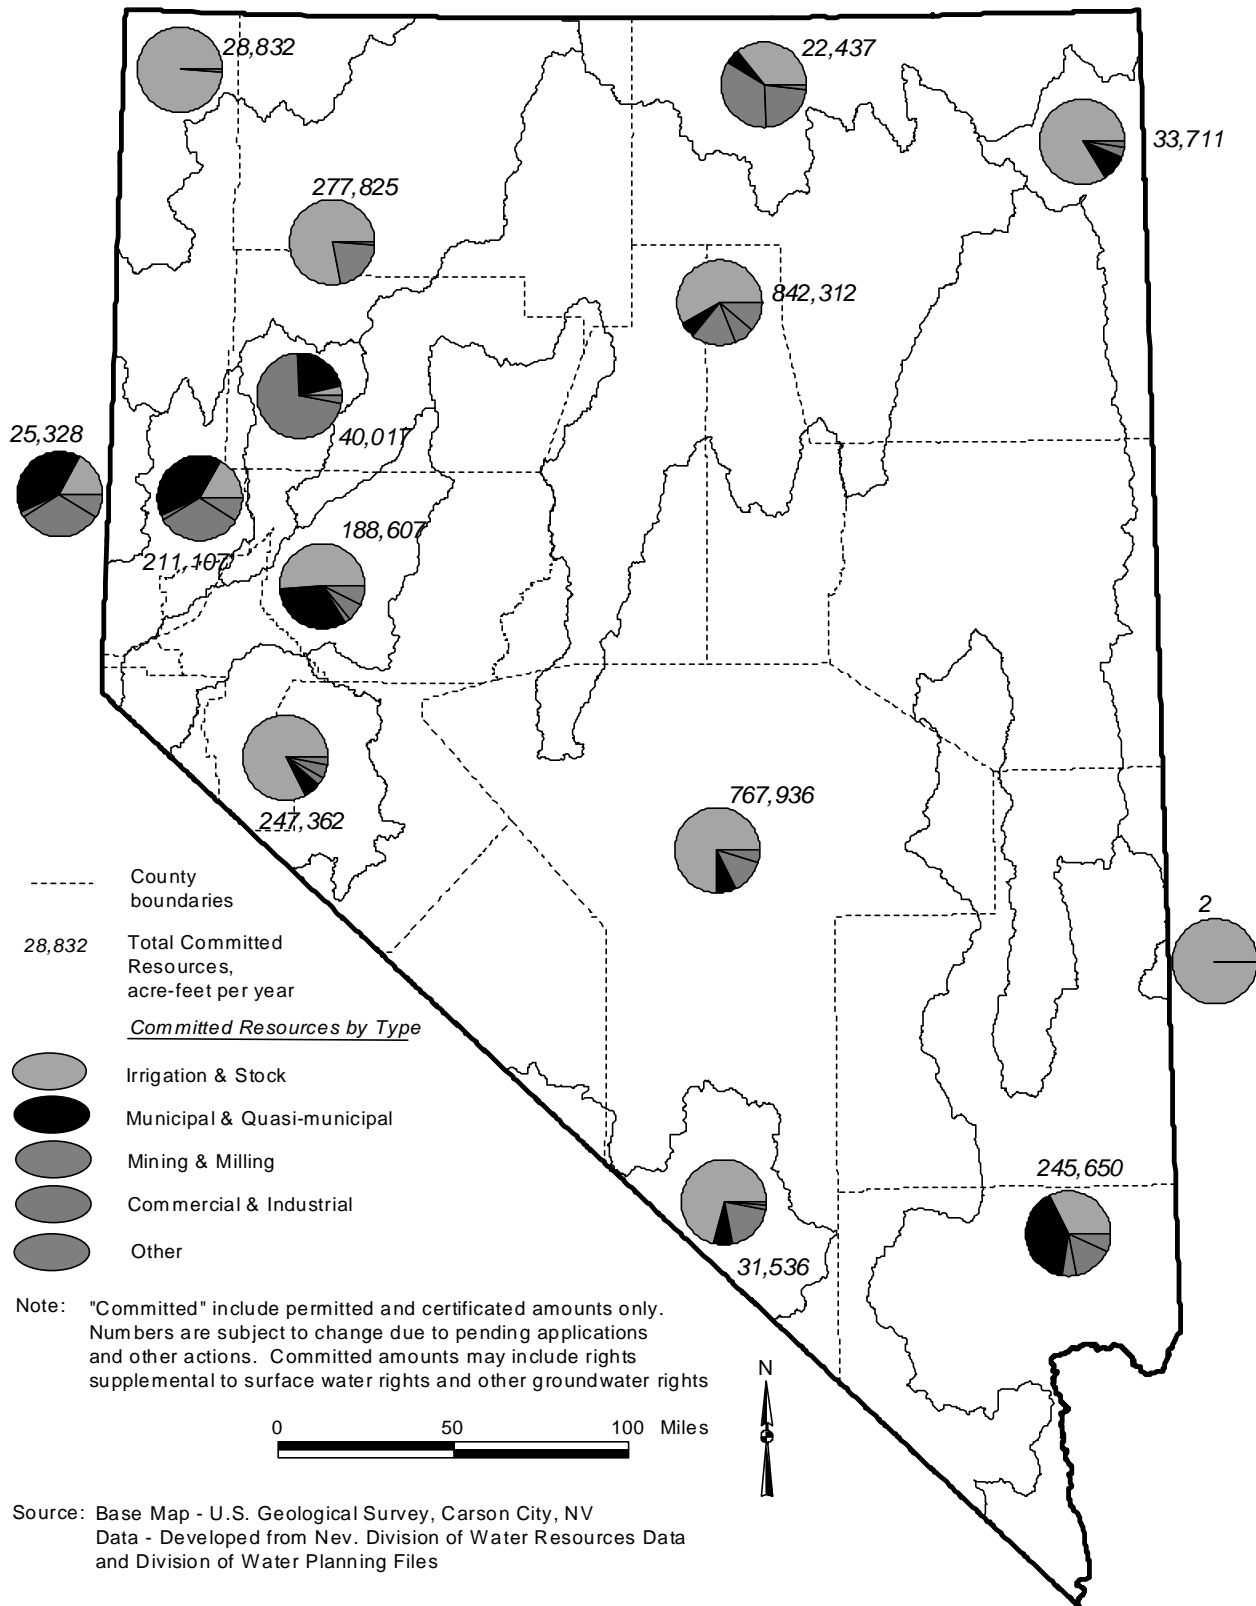 28,832
22,437
33,711
277,825
842,312
40,017
25,328
188,607
211,107
247,362
767,936
2
County
boundaries
28,832 Total Committed
Resources,
acre-feet per year
Committed Resources by Type
Irrigation & Stock
Municipal & Quasi-municipal
Mining & Milling
Commercial & Industrial
Other
245,650
31,536
Note: "Committed" include permitted and certificated amounts only.
Numbers are subject to change due to pending applications
and other actions. Committed amounts may include rights
supplemental to surface water rights and other groundwater rights
N
0 50 100 Miles
Source: Base Map - U.S. Geological Survey, Carson City, NV
Data - Developed from Nev. Division of Water Resources Data
and Division of Water Planning Files